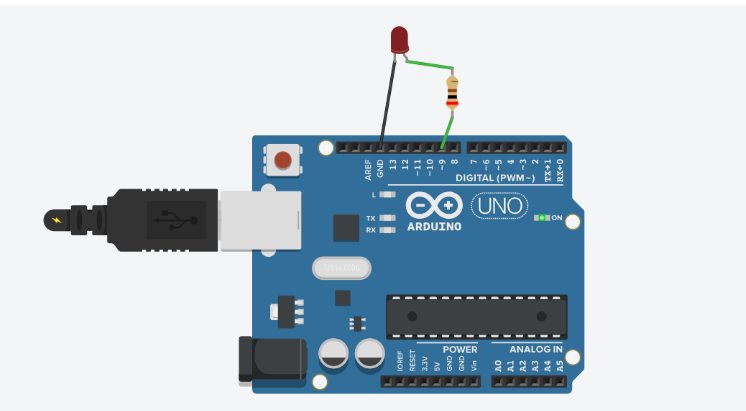 AREF
GND
13
12
~11
~10
~9
8
7
~6
~5
4
~3
2
TX→1
RX←0
DIGITAL (PWM~)
L
TX
RX
ARDUINO
UNO
ON
POWER
ANALOG IN
IOREF
RESET
3.3V
5V
GND
GND
Vin
A0
A1
A2
A3
A4
A5